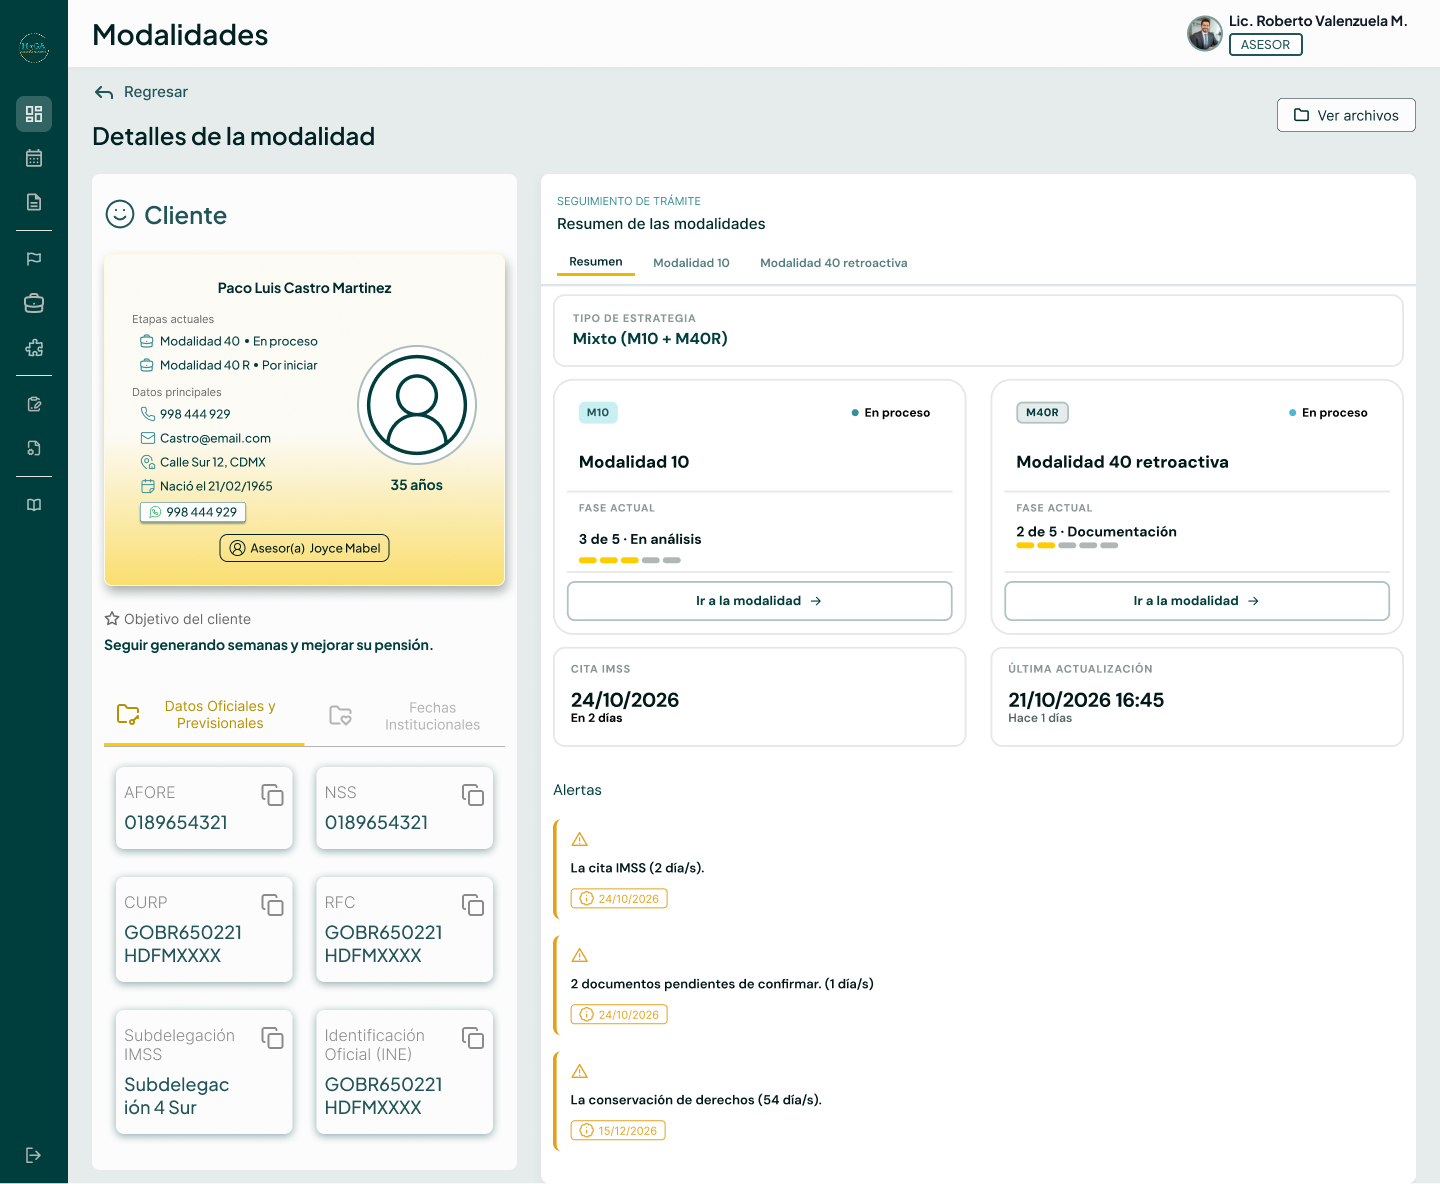 Modalidades
Lic. Roberto Valenzuela M.
ASESOR
Regresar
Detalles de la modalidad
Ver archivos
Cliente
Paco Luis Castro Martinez
Etapas actuales
Modalidad 40 • En proceso
Modalidad 40 R • Por iniciar
Datos principales
998 444 929
Castro@email.com
Calle Sur 12, CDMX
Nació el 21/02/1965
998 444 929
35 años
Asesor(a) Joyce Mabel
Objetivo del cliente
Seguir generando semanas y mejorar su pensión.
Datos Oficiales y
Previsionales
Fechas
Institucionales
AFORE
0189654321
NSS
0189654321
CURP
GOBR650221
HDFMXXXX
RFC
GOBR650221
HDFMXXXX
Subdelegación
IMSS
Subdelegac
ión 4 Sur
Identificación
Oficial (INE)
GOBR650221
HDFMXXXX
SEGUIMIENTO DE TRÁMITE
Resumen de las modalidades
Resumen
Modalidad 10
Modalidad 40 retroactiva
TIPO DE ESTRATEGIA
Mixto (M10 + M40R)
M10
En proceso
Modalidad 10
FASE ACTUAL
3 de 5 · En análisis
Ir a la modalidad →
M40R
En proceso
Modalidad 40 retroactiva
FASE ACTUAL
2 de 5 · Documentación
Ir a la modalidad →
CITA IMSS
24/10/2026
En 2 días
ÚLTIMA ACTUALIZACIÓN
21/10/2026 16:45
Hace 1 días
Alertas
La cita IMSS (2 día/s).
24/10/2026
2 documentos pendientes de confirmar. (1 día/s)
24/10/2026
La conservación de derechos (54 día/s).
15/12/2026